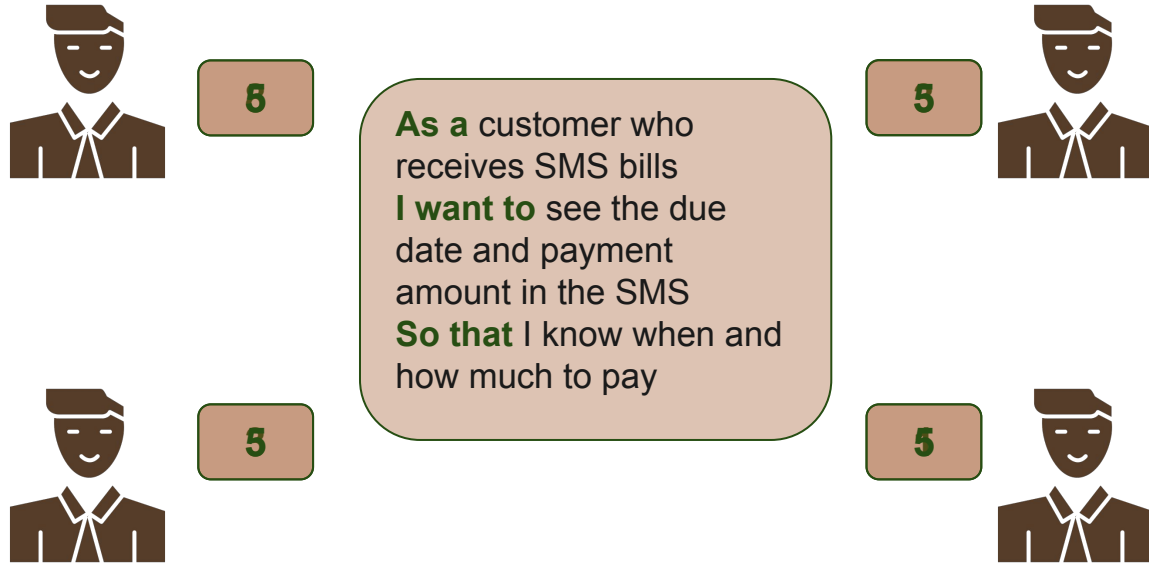 As a customer who
receives SMS bills
I want to see the due
date and payment
amount in the SMS
So that I know when and
how much to pay